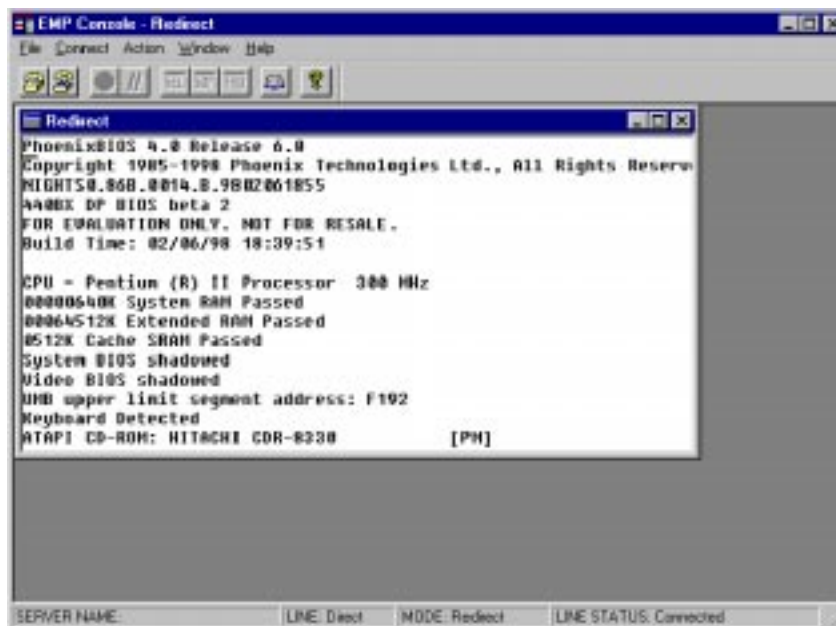 EMP Console - Redirect
File Connect Action Window Help
Redirect
PhoenixBIOS 4.0 Release 6.0
Copyright 1985-1998 Phoenix Technologies Ltd., All Rights Reserv
NIGHTS0.86B.0014.B.9802061855
440BX DP BIOS beta 2
FOR EVALUATION ONLY. NOT FOR RESALE.
Build Time: 02/06/98 18:39:51
CPU = Pentium (R) II Processor 300 MHz
00000640K System RAM Passed
00064512K Extended RAM Passed
0512K Cache SRAM Passed
System BIOS shadowed
Video BIOS shadowed
UMB upper limit segment address: F192
Keyboard Detected
ATAPI CD-ROM: HITACHI CDR-8330 [PM]
SERVER NAME: LINE: Direct MODE: Redirect LINE STATUS: Connected